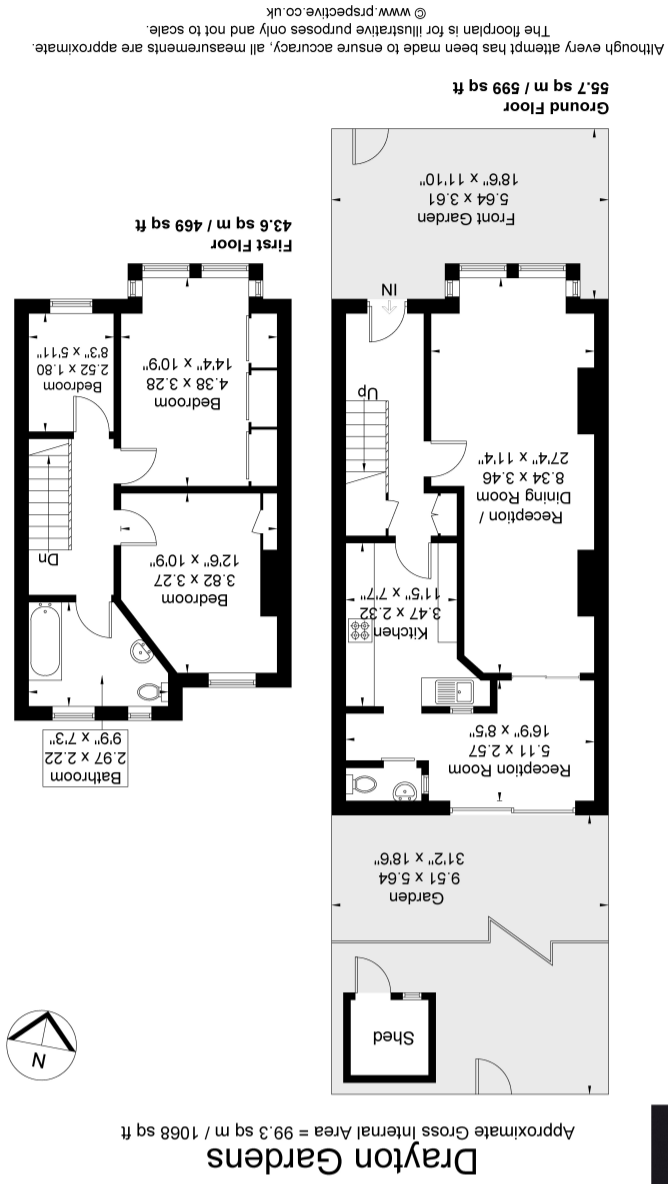 Drayton Gardens
Approximate Gross Internal Area = 99.3 sq m / 1068 sq ft
Shed
N
Garden
9.51 x 5.64
31'2" x 18'6"
Reception Room
5.11 x 2.57
16'9" x 8'5"
Kitchen
3.47 x 2.32
11'5" x 7'7"
Reception /
Dining Room
8.34 x 3.46
27'4" x 11'4"
Up
IN
Front Garden
5.64 x 3.61
18'6" x 11'10"
Ground Floor
55.7 sq m / 599 sq ft
Bathroom
2.97 x 2.22
9'9" x 7'3"
Bedroom
3.82 x 3.27
12'6" x 10'9"
Dn
Bedroom
4.38 x 3.28
14'4" x 10'9"
Bedroom
2.52 x 1.80
8'3" x 5'11"
First Floor
43.6 sq m / 469 sq ft
Although every attempt has been made to ensure accuracy, all measurements are approximate.
The floorplan is for illustrative purposes only and not to scale.
© www.prspective.co.uk